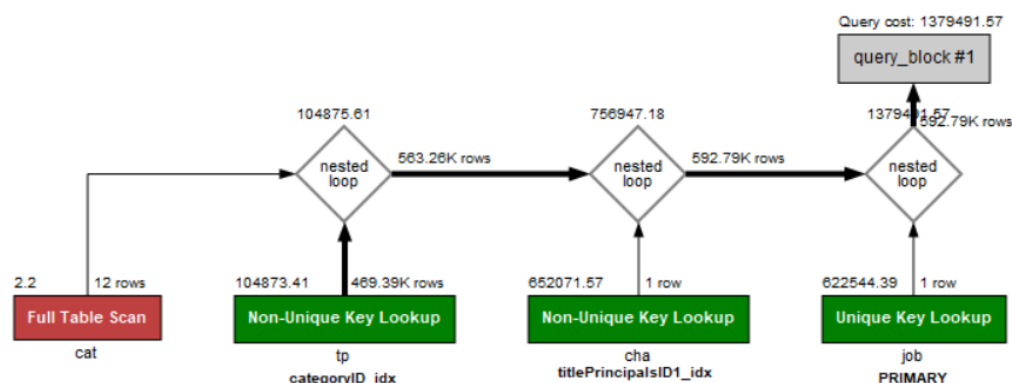 Query cost: 1379491.57
query_block #1
104875.61
756947.18
1379491.57
592.79K rows
nested
loop
563.26K rows
nested
loop
592.79K rows
nested
loop
2.2
12 rows
104873.41
469.39K rows
652071.57
1 row
622544.39
1 row
Full Table Scan
Non-Unique Key Lookup
Non-Unique Key Lookup
Unique Key Lookup
cat
tp
cha
job
categoryID_idx
titlePrincipalsID1_idx
PRIMARY